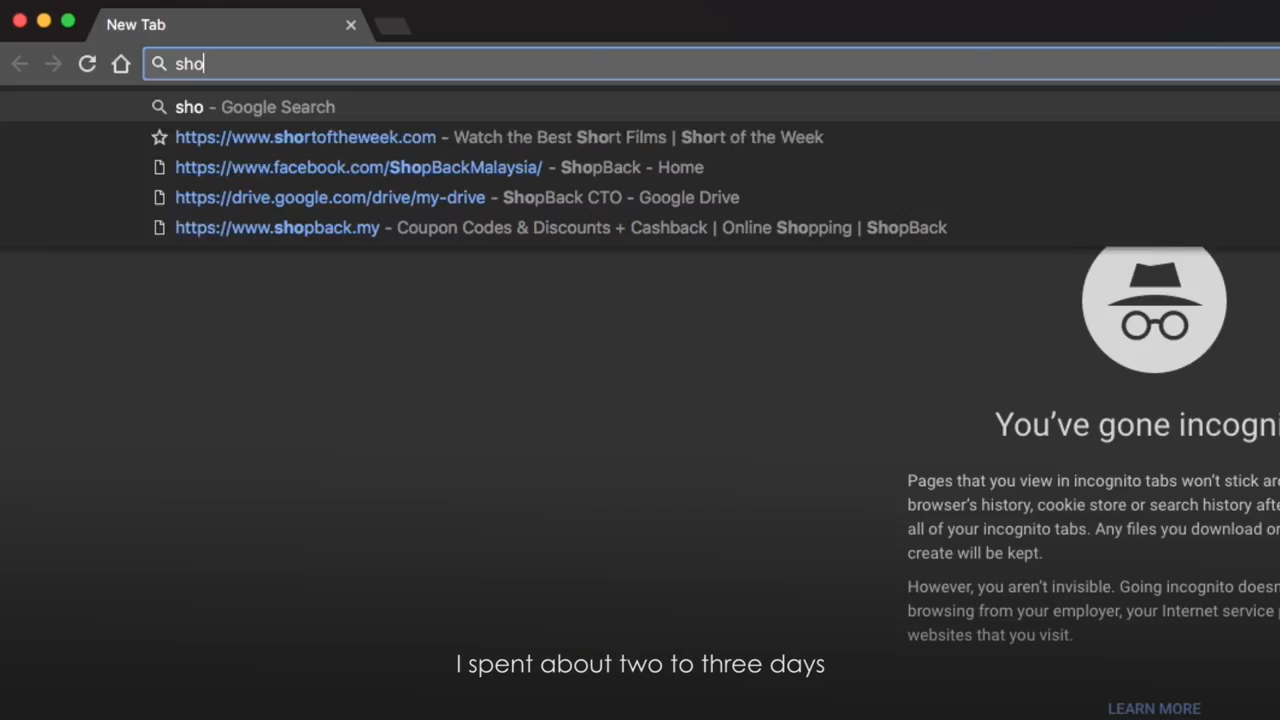 New Tab
sho
sho - Google Search
https://www.shortoftheweek.com - Watch the Best Short Films | Short of the Week
https://www.facebook.com/ShopBackMalaysia/ - ShopBack - Home
https://drive.google.com/drive/my-drive - ShopBack CTO - Google Drive
https://www.shopback.my - Coupon Codes & Discounts + Cashback | Online Shopping | ShopBack
You've gone incogni
Pages that you view in incognito tabs won't stick ar
browser's history, cookie store or search history aft
all of your incognito tabs. Any files you download o
create will be kept.
However, you aren't invisible. Going incognito doesn
browsing from your employer, your Internet service p
websites that you visit.
I spent about two to three days
LEARN MORE